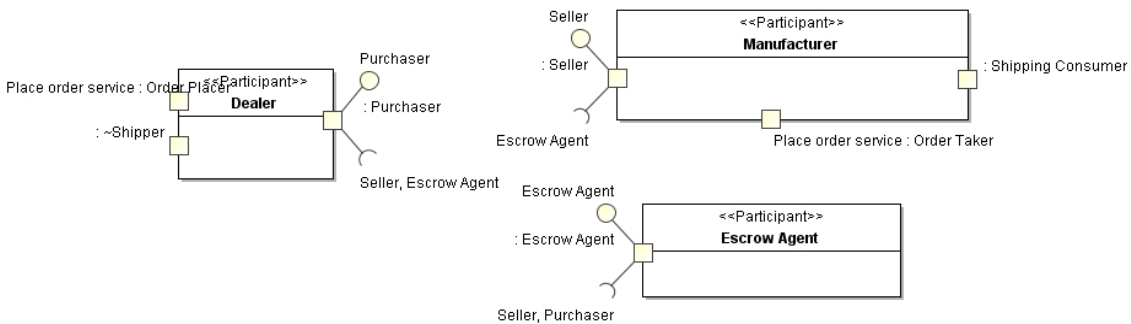 Seller
<<Participant>>
Manufacturer
: Seller
: Shipping Consumer
Escrow Agent
Place order service : Order Taker
Purchaser
<<Participant>>
Place order service : Order Placer
Dealer
: Purchaser
: ~Shipper
Seller, Escrow Agent
Escrow Agent
<<Participant>>
Escrow Agent
: Escrow Agent
Seller, Purchaser